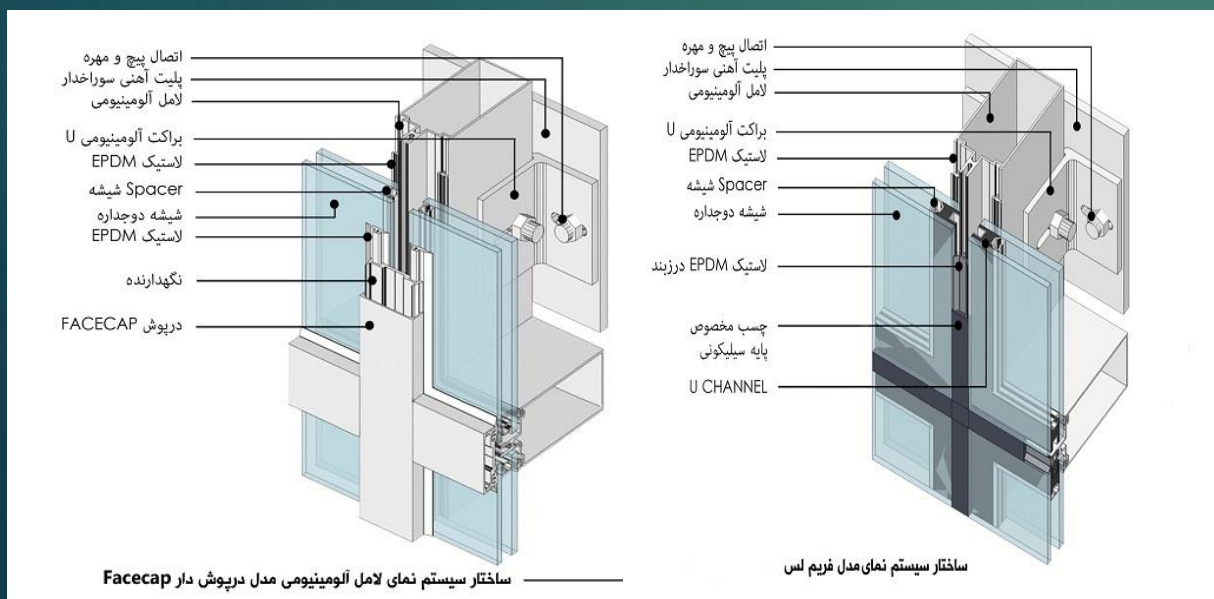 اتصال پیچ و مهره
پلیت آهنی سوراخدار
لامل آلومینیومی
براکت آلومینیومی U
لاستیک EPDM
Spacer شیشه
شیشه دوجداره
لاستیک EPDM درزبند
چسب مخصوص
پایه سیلیکونی
U CHANNEL
ساختار سیستم نمای مدل فریم لس
اتصال پیچ و مهره
پلیت آهنی سوراخدار
لامل آلومینیومی
براکت آلومینیومی U
لاستیک EPDM
Spacer شیشه
شیشه دوجداره
لاستیک EPDM
نگهدارنده
درپوش FACECAP
ساختار سیستم نمای لامل آلومینیومی مدل درپوش دار Facecap